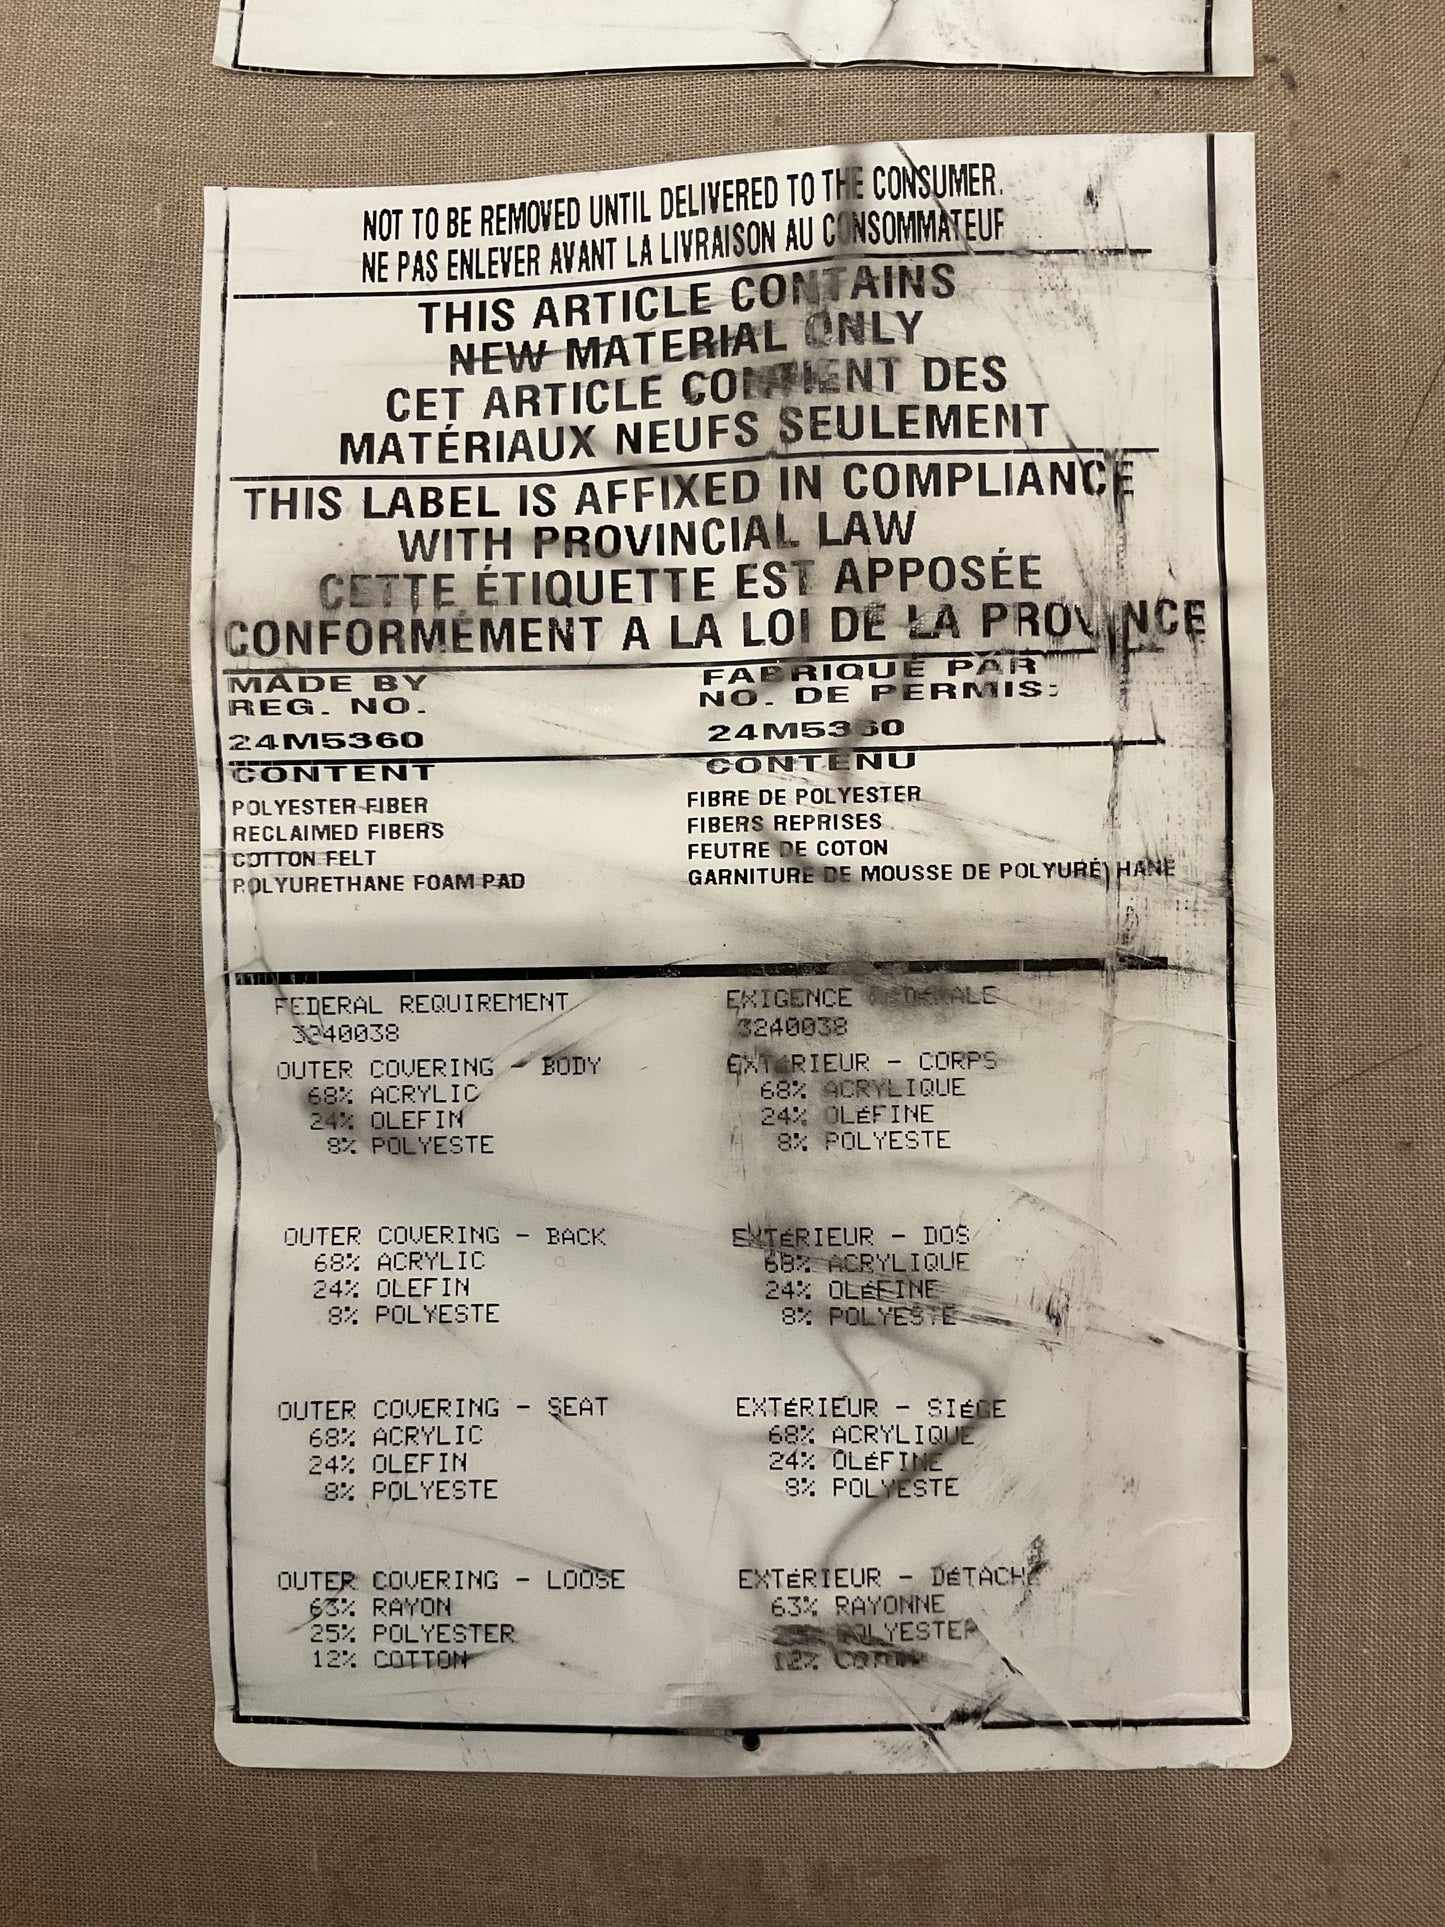 NOT TO BE REMOVED UNTIL DELIVERED TO THE CONSUMER.
NE PAS ENLEVER AVANT LA LIVRAISON AU CONSOMMATEUR
THIS ARTICLE CONTAINS
NEW MATERIAL ONLY
CET ARTICLE CONTIENT DES
MATÉRIAUX NEUFS SEULEMENT
THIS LABEL IS AFFIXED IN COMPLIANCE
WITH PROVINCIAL LAW
CETTE ÉTIQUETTE EST APPOSÉE
CONFORMÉMENT A LA LOI DE LA PROVINCE
MADE BY
REG. NO.
24M5360
FABRIQUE PAR
NO. DE PERMIS:
24M5360
CONTENT
POLYESTER FIBER
RECLAIMED FIBERS
COTTON FELT
POLYURETHANE FOAM PAD
CONTENU
FIBRE DE POLYESTER
FIBERS REPRISES
FEUTRE DE COTON
GARNITURE DE MOUSSE DE POLYURÉTHANE
FEDERAL REQUIREMENT
3240038
OUTER COVERING - BODY
68% ACRYLIC
24% OLEFIN
8% POLYESTE
OUTER COVERING - BACK
68% ACRYLIC
24% OLEFIN
8% POLYESTE
OUTER COVERING - SEAT
68% ACRYLIC
24% OLEFIN
8% POLYESTE
OUTER COVERING - LOOSE
63% RAYON
25% POLYESTER
12% COTTON
EXIGENCE FÉDÉRALE
3240038
EXTÉRIEUR - CORPS
68% ACRYLIQUE
24% OLÉFINE
8% POLYESTE
EXTÉRIEUR - DOS
68% ACRYLIQUE
24% OLÉFINE
8% POLYESTE
EXTÉRIEUR - SIÉGE
68% ACRYLIQUE
24% OLÉFINE
8% POLYESTE
EXTÉRIEUR - DÉTACHÉ
63% RAYONNE
25% POLYESTER
12% COTON